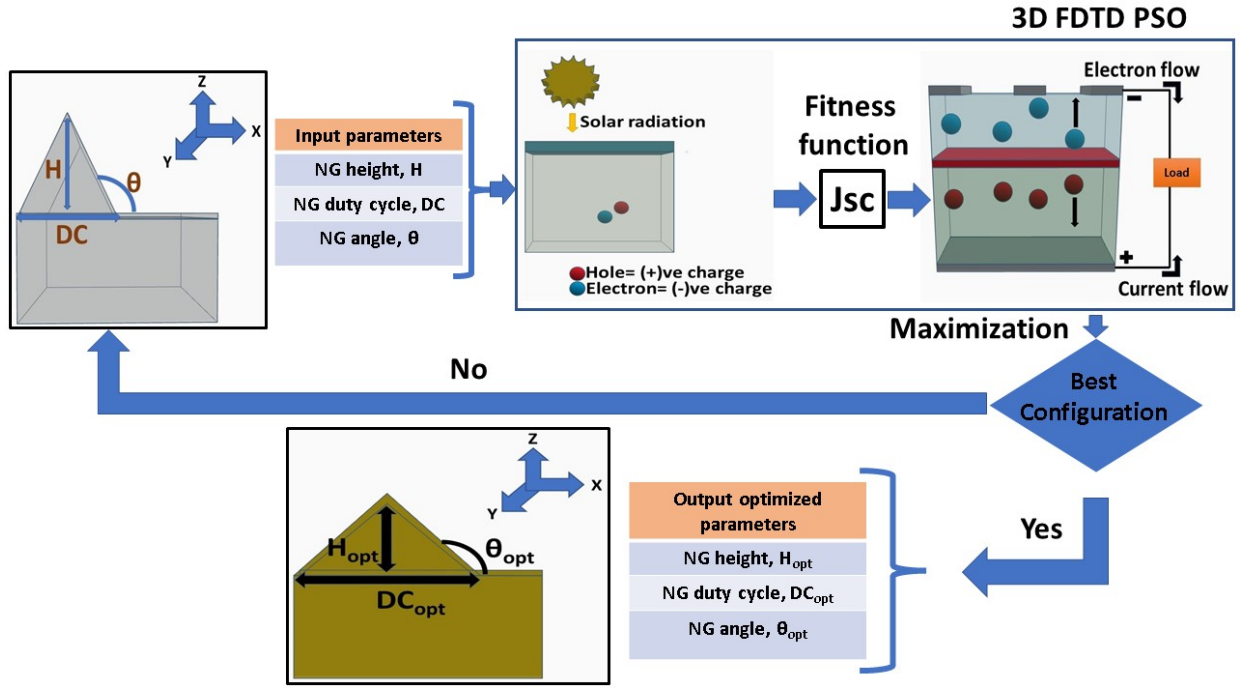 3D FDTD PSO
Z
X
Y
H
θ
DC
Input parameters
NG height, H
NG duty cycle, DC
NG angle, θ
Solar radiation
Hole= (+)ve charge
Electron= (-)ve charge
Fitness
function
Jsc
Electron flow
-
Load
+
Current flow
Maximization
Best
Configuration
No
Yes
Z
X
Y
Hopt
θopt
DCopt
Output optimized
parameters
NG height, Hopt
NG duty cycle, DCopt
NG angle, θopt